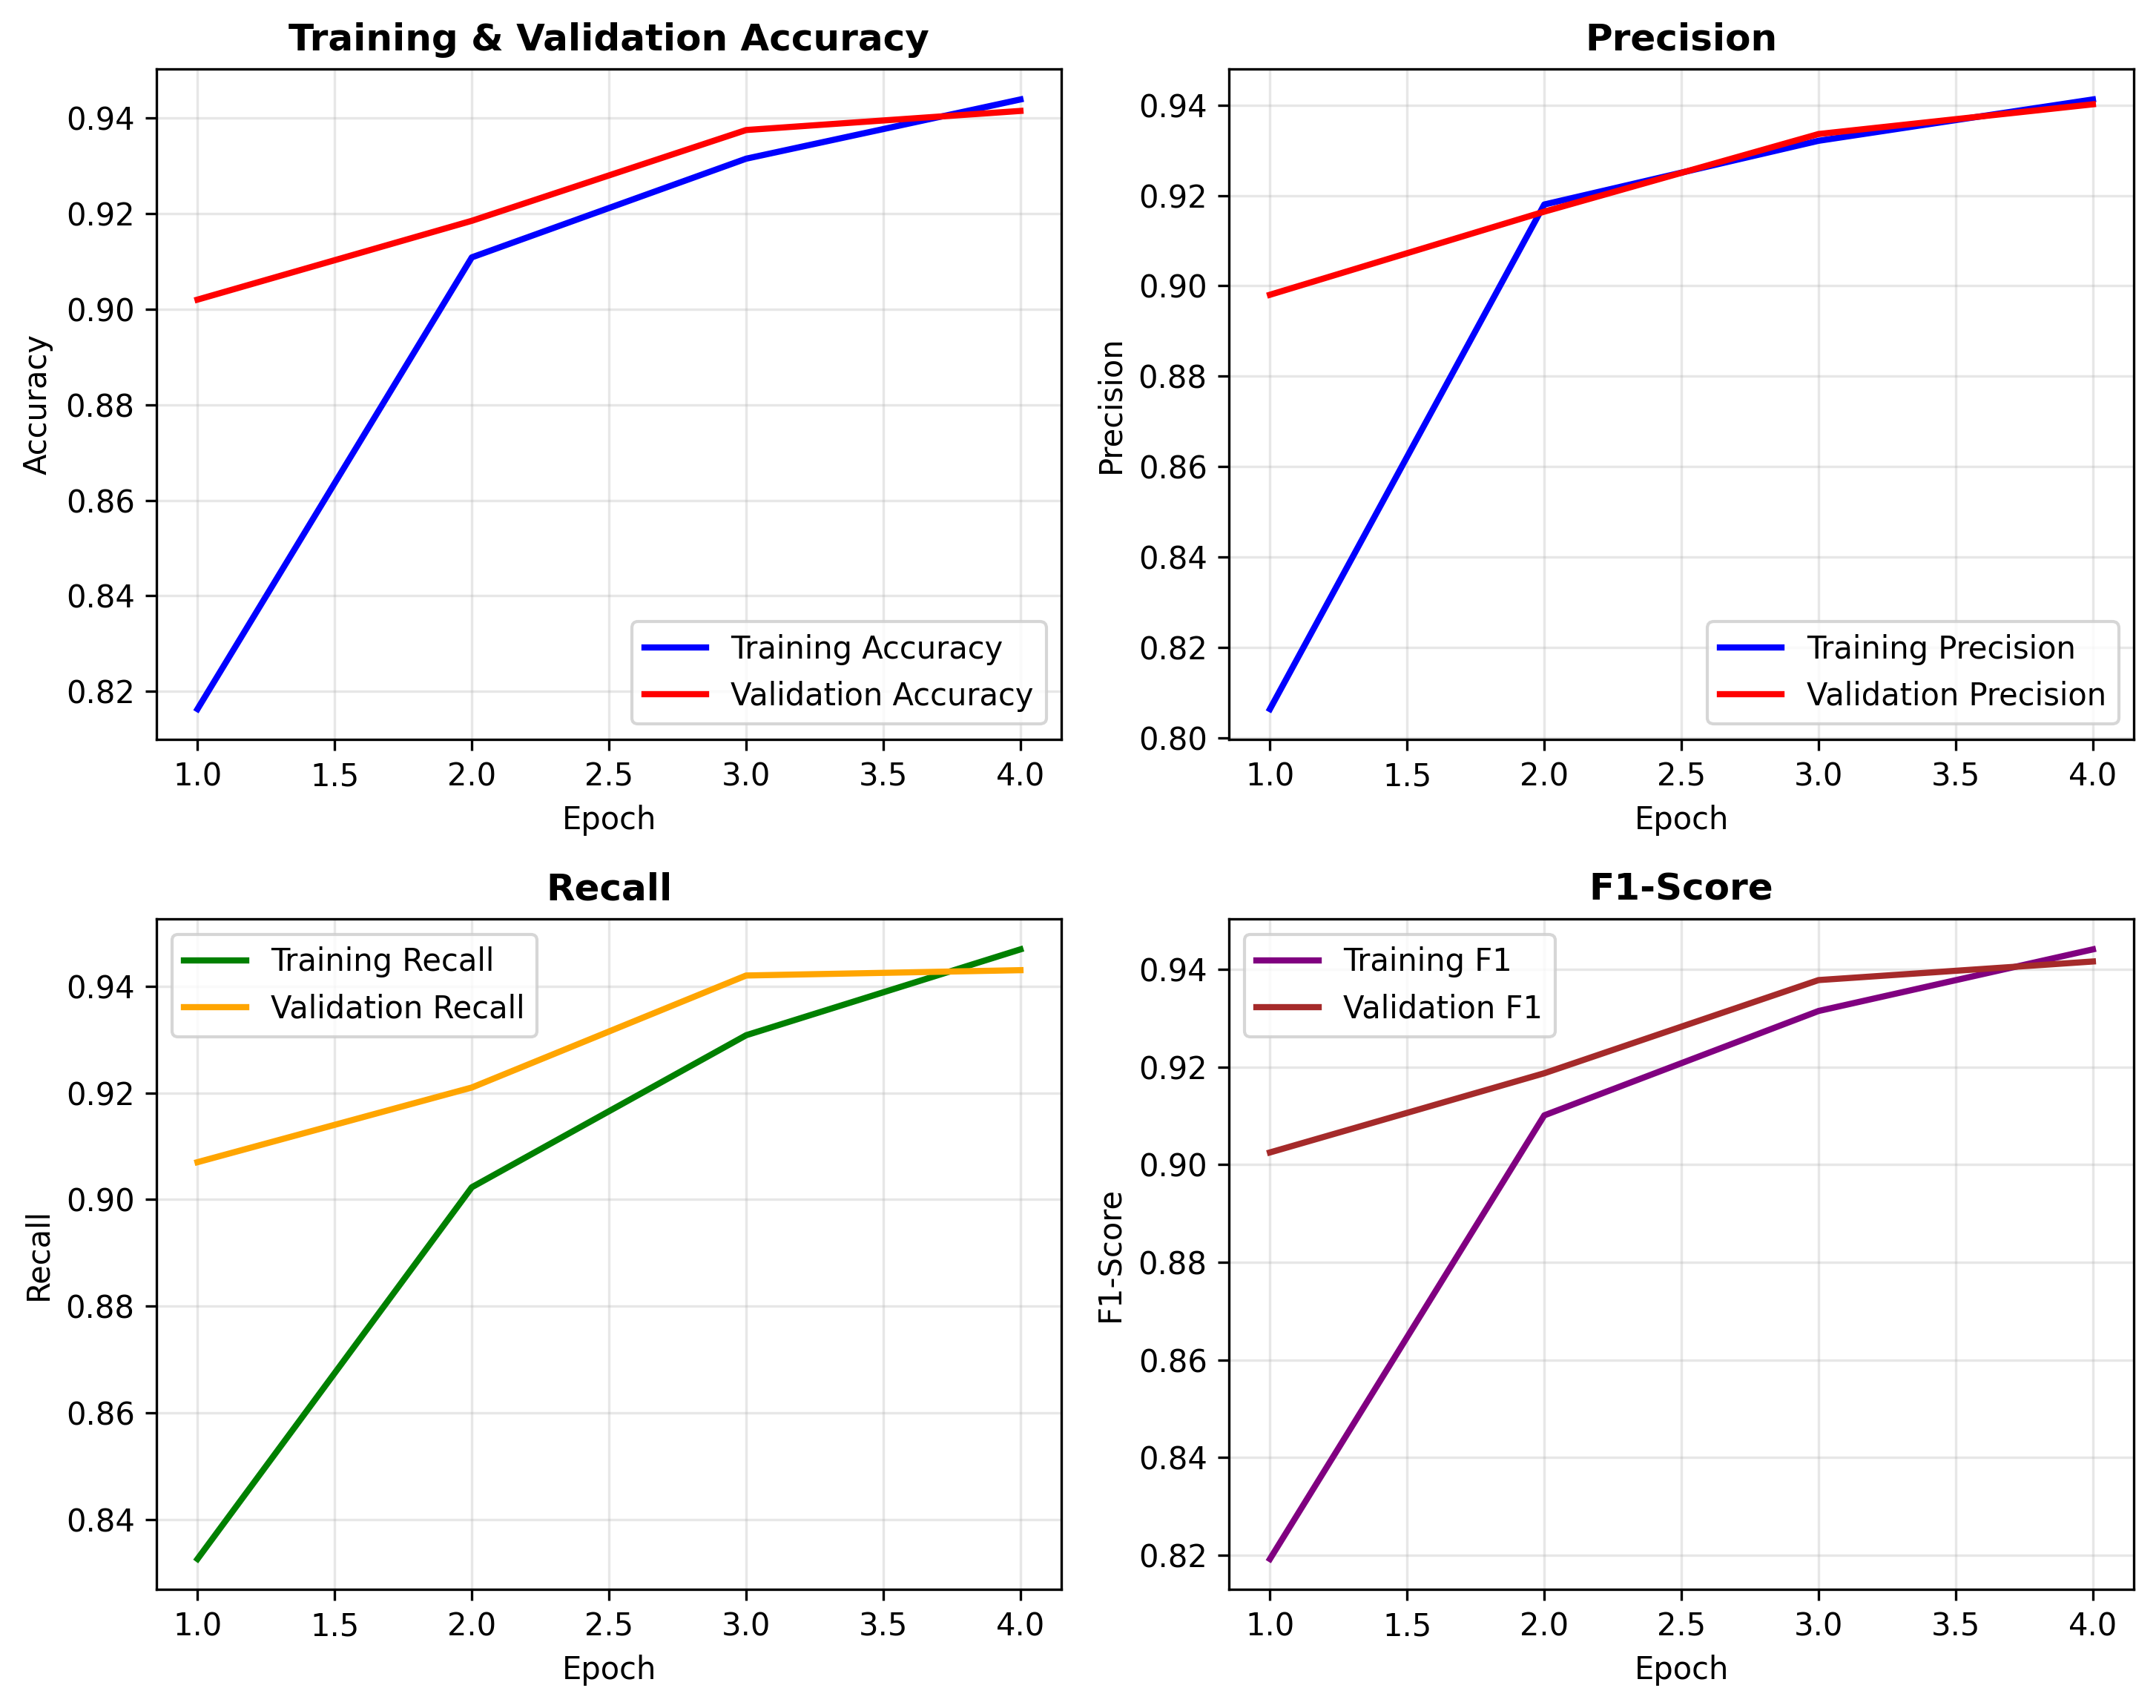 Training & Validation Accuracy
Accuracy
0.94
0.92
0.90
0.88
0.86
0.84
0.82
Training Accuracy
Validation Accuracy
1.0 1.5 2.0 2.5 3.0 3.5 4.0
Epoch
Precision
Precision
0.94
0.92
0.90
0.88
0.86
0.84
0.82
0.80
Training Precision
Validation Precision
1.0 1.5 2.0 2.5 3.0 3.5 4.0
Epoch
Recall
Recall
0.94
0.92
0.90
0.88
0.86
0.84
Training Recall
Validation Recall
1.0 1.5 2.0 2.5 3.0 3.5 4.0
Epoch
F1-Score
F1-Score
0.94
0.92
0.90
0.88
0.86
0.84
0.82
Training F1
Validation F1
1.0 1.5 2.0 2.5 3.0 3.5 4.0
Epoch